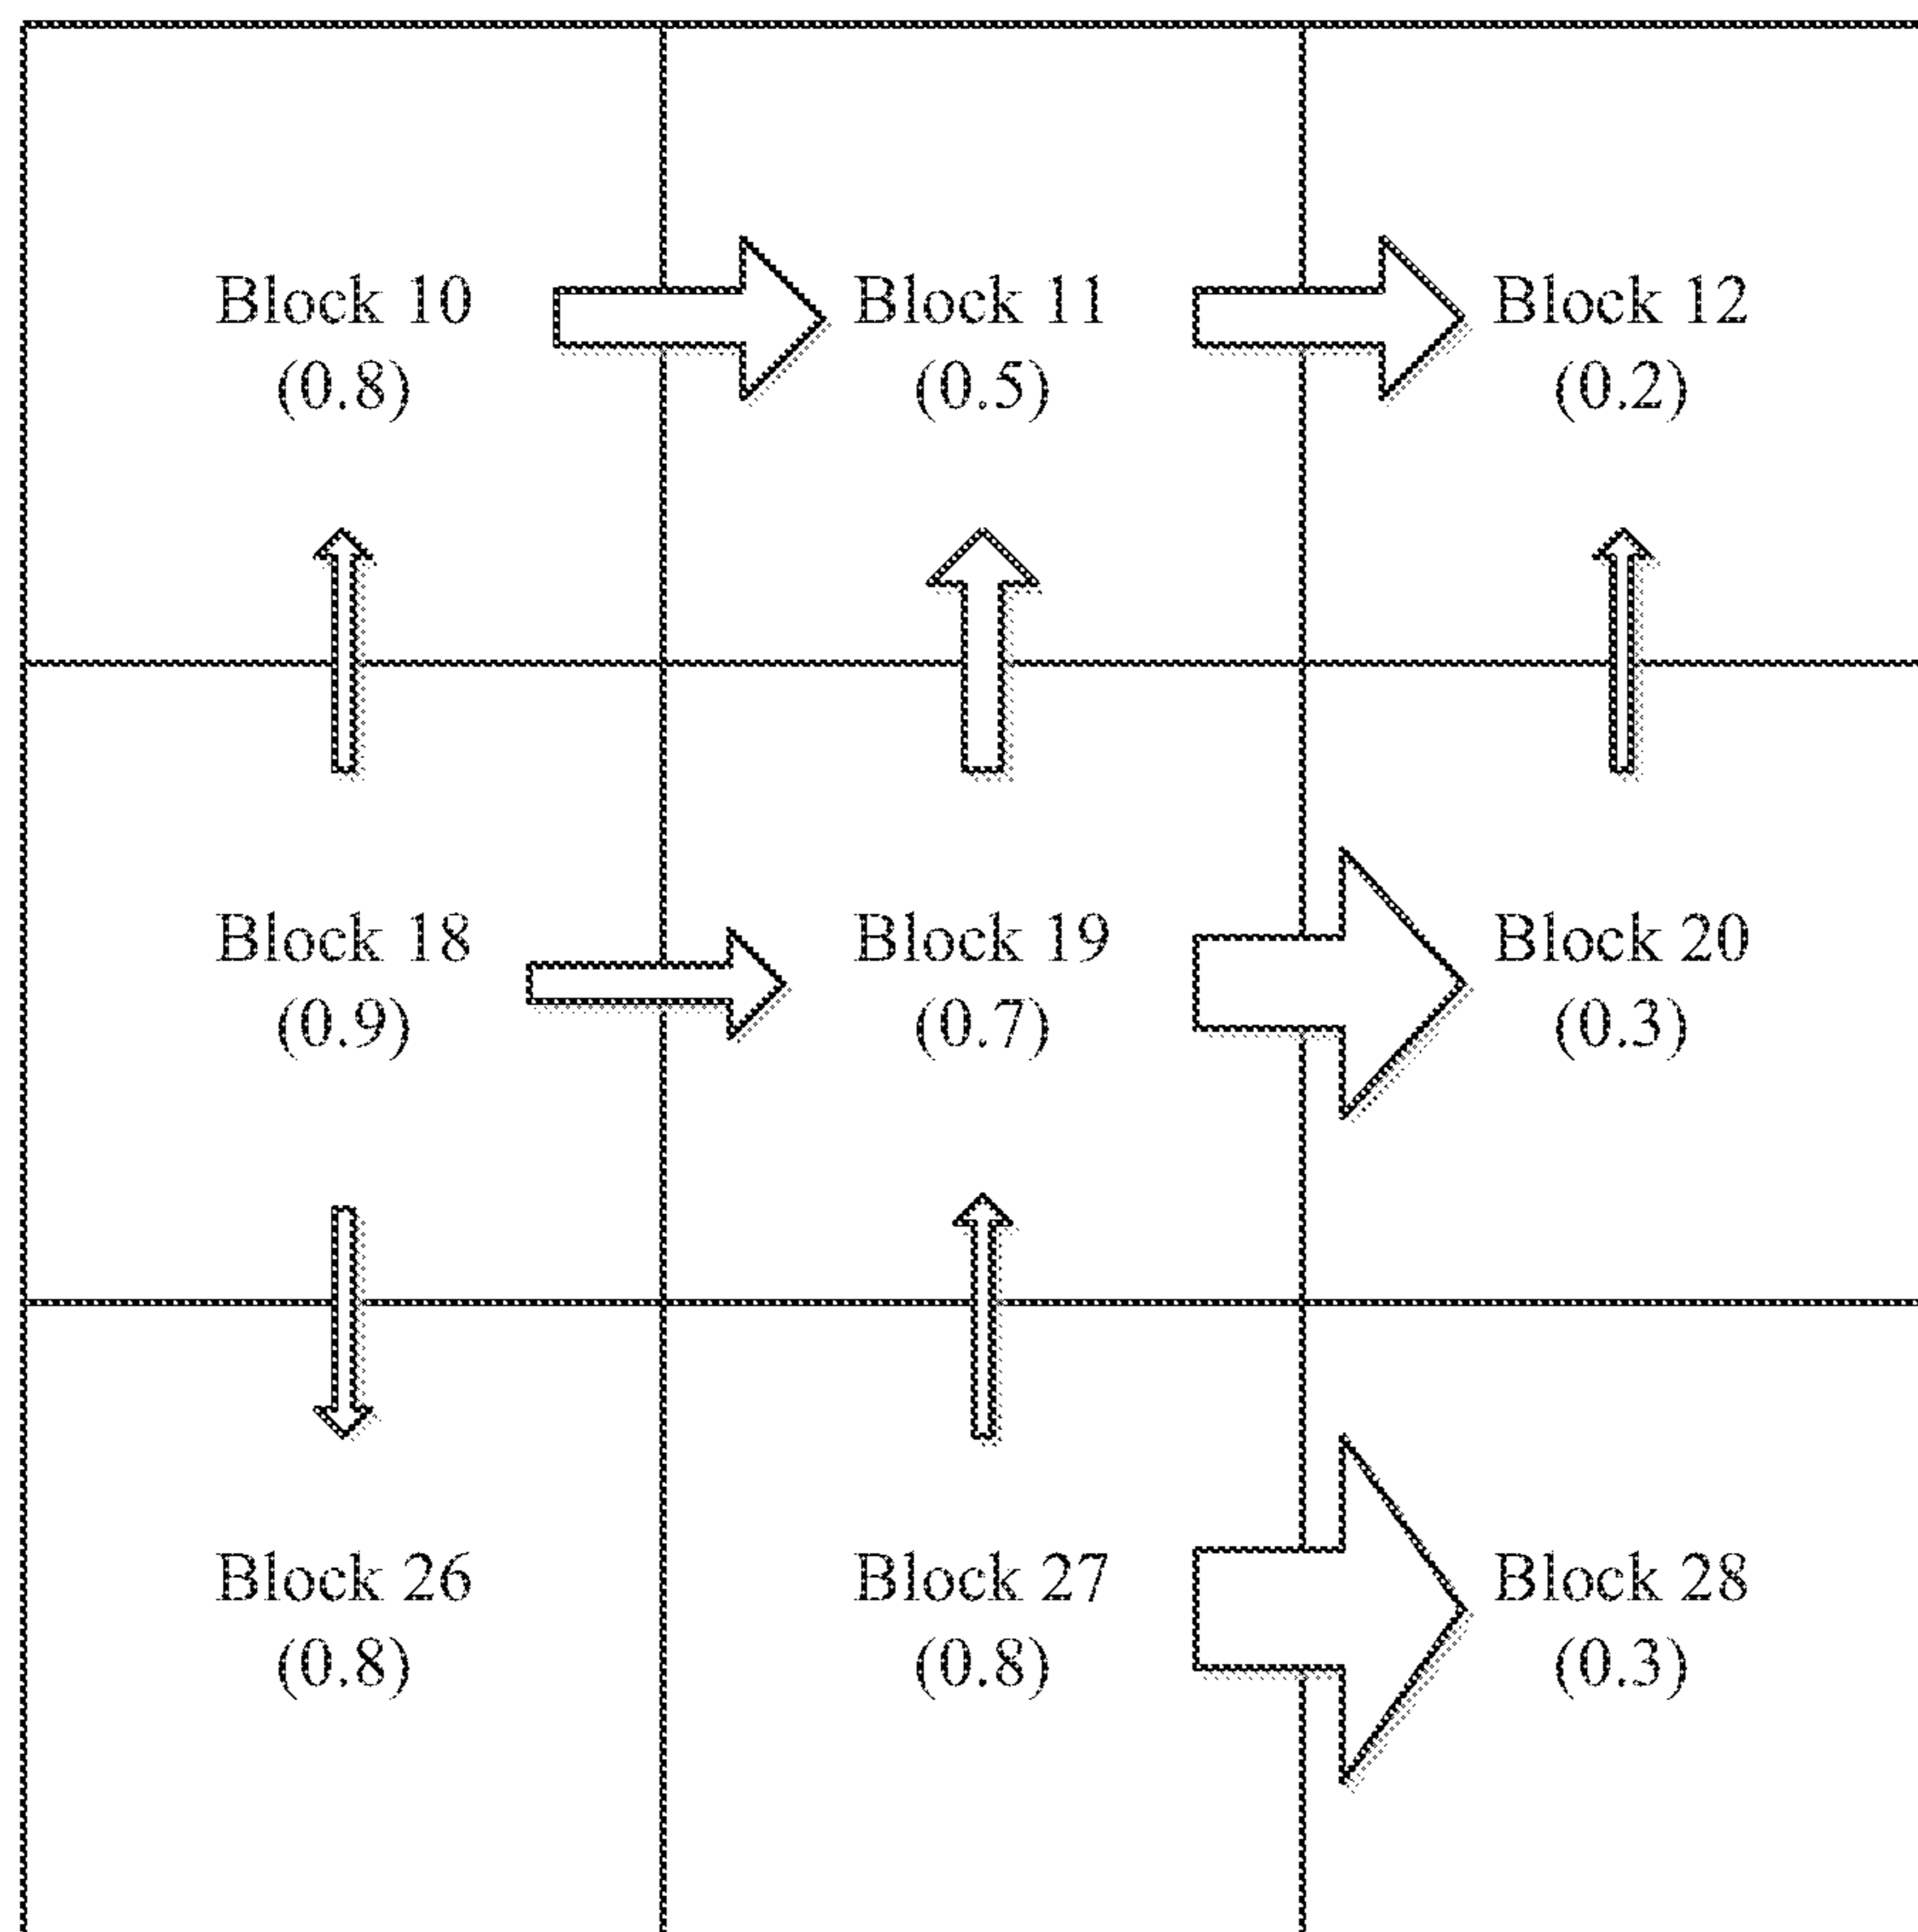 Block 10
(0.8)
Block 11
(0.5)
Block 12
(0.2)
Block 18
(0.9)
Block 19
(0.7)
Block 20
(0.3)
Block 26
(0.8)
Block 27
(0.8)
Block 28
(0.3)